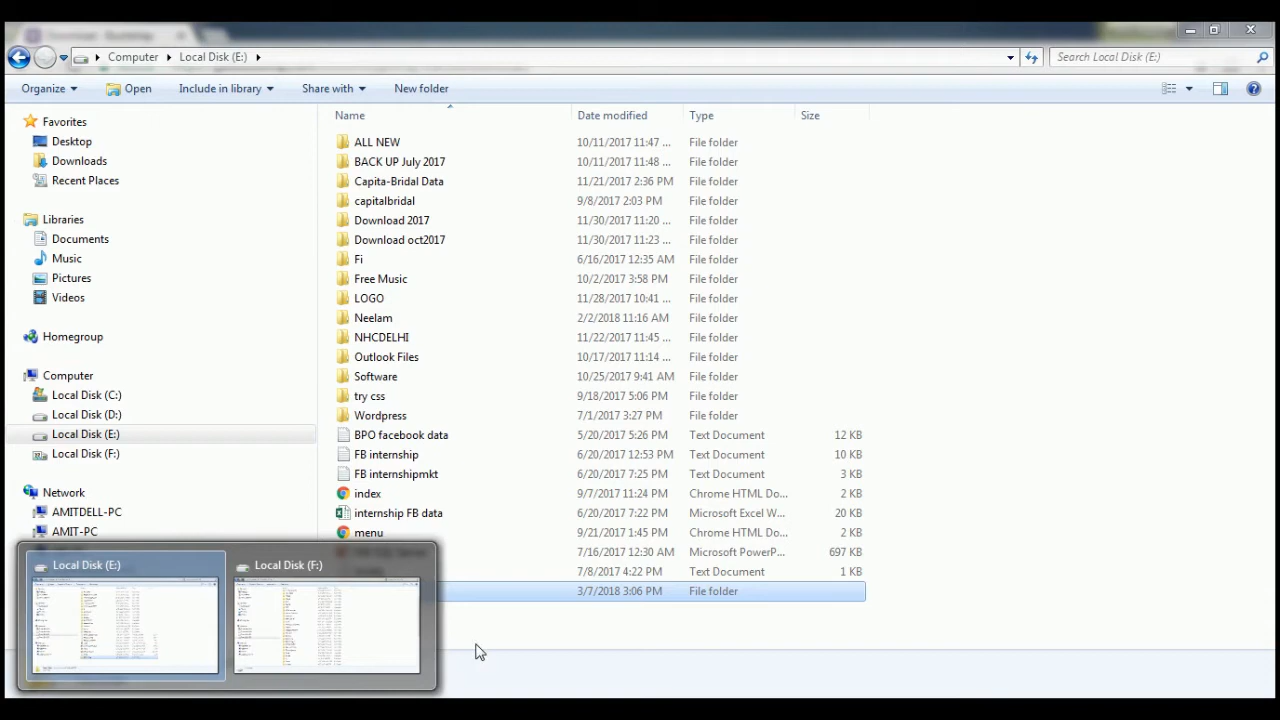 Computer
Local Disk (E:)
Search Local Disk (E:)
Organize
Open
Include in library
Share with
New folder
Name
Date modified
Type
Size
Favorites
Desktop
Downloads
Recent Places
Libraries
Documents
Music
Pictures
Videos
Homegroup
Computer
Local Disk (C:)
Local Disk (D:)
Local Disk (E:)
Local Disk (F:)
Network
AMITDELL-PC
AMIT-PC
ALL NEW 10/11/2017 11:47 ... File folder
BACK UP July 2017 10/11/2017 11:48 ... File folder
Capita-Bridal Data 11/21/2017 2:36 PM File folder
capitalbridal 9/8/2017 2:03 PM File folder
Download 2017 11/30/2017 11:20 ... File folder
Download oct2017 11/30/2017 11:23 ... File folder
Fi 6/16/2017 12:35 AM File folder
Free Music 10/2/2017 3:58 PM File folder
LOGO 11/28/2017 10:41 ... File folder
Neelam 2/2/2018 11:16 AM File folder
NHCDELHI 11/22/2017 11:45 ... File folder
Outlook Files 10/17/2017 11:14 ... File folder
Software 10/25/2017 9:41 AM File folder
try css 9/18/2017 5:06 PM File folder
Wordpress 7/1/2017 3:27 PM File folder
BPO facebook data 5/20/2017 5:26 PM Text Document 12 KB
FB internship 6/20/2017 12:53 PM Text Document 10 KB
FB internshipmkt 6/20/2017 7:25 PM Text Document 3 KB
index 9/7/2017 11:24 PM Chrome HTML Do... 2 KB
internship FB data 6/20/2017 7:22 PM Microsoft Excel W... 20 KB
menu 9/21/2017 1:45 PM Chrome HTML Do... 2 KB
7/16/2017 12:30 AM Microsoft PowerP... 697 KB
7/8/2017 4:22 PM Text Document 1 KB
3/7/2018 3:06 PM File folder
Local Disk (E:)
Local Disk (F:)